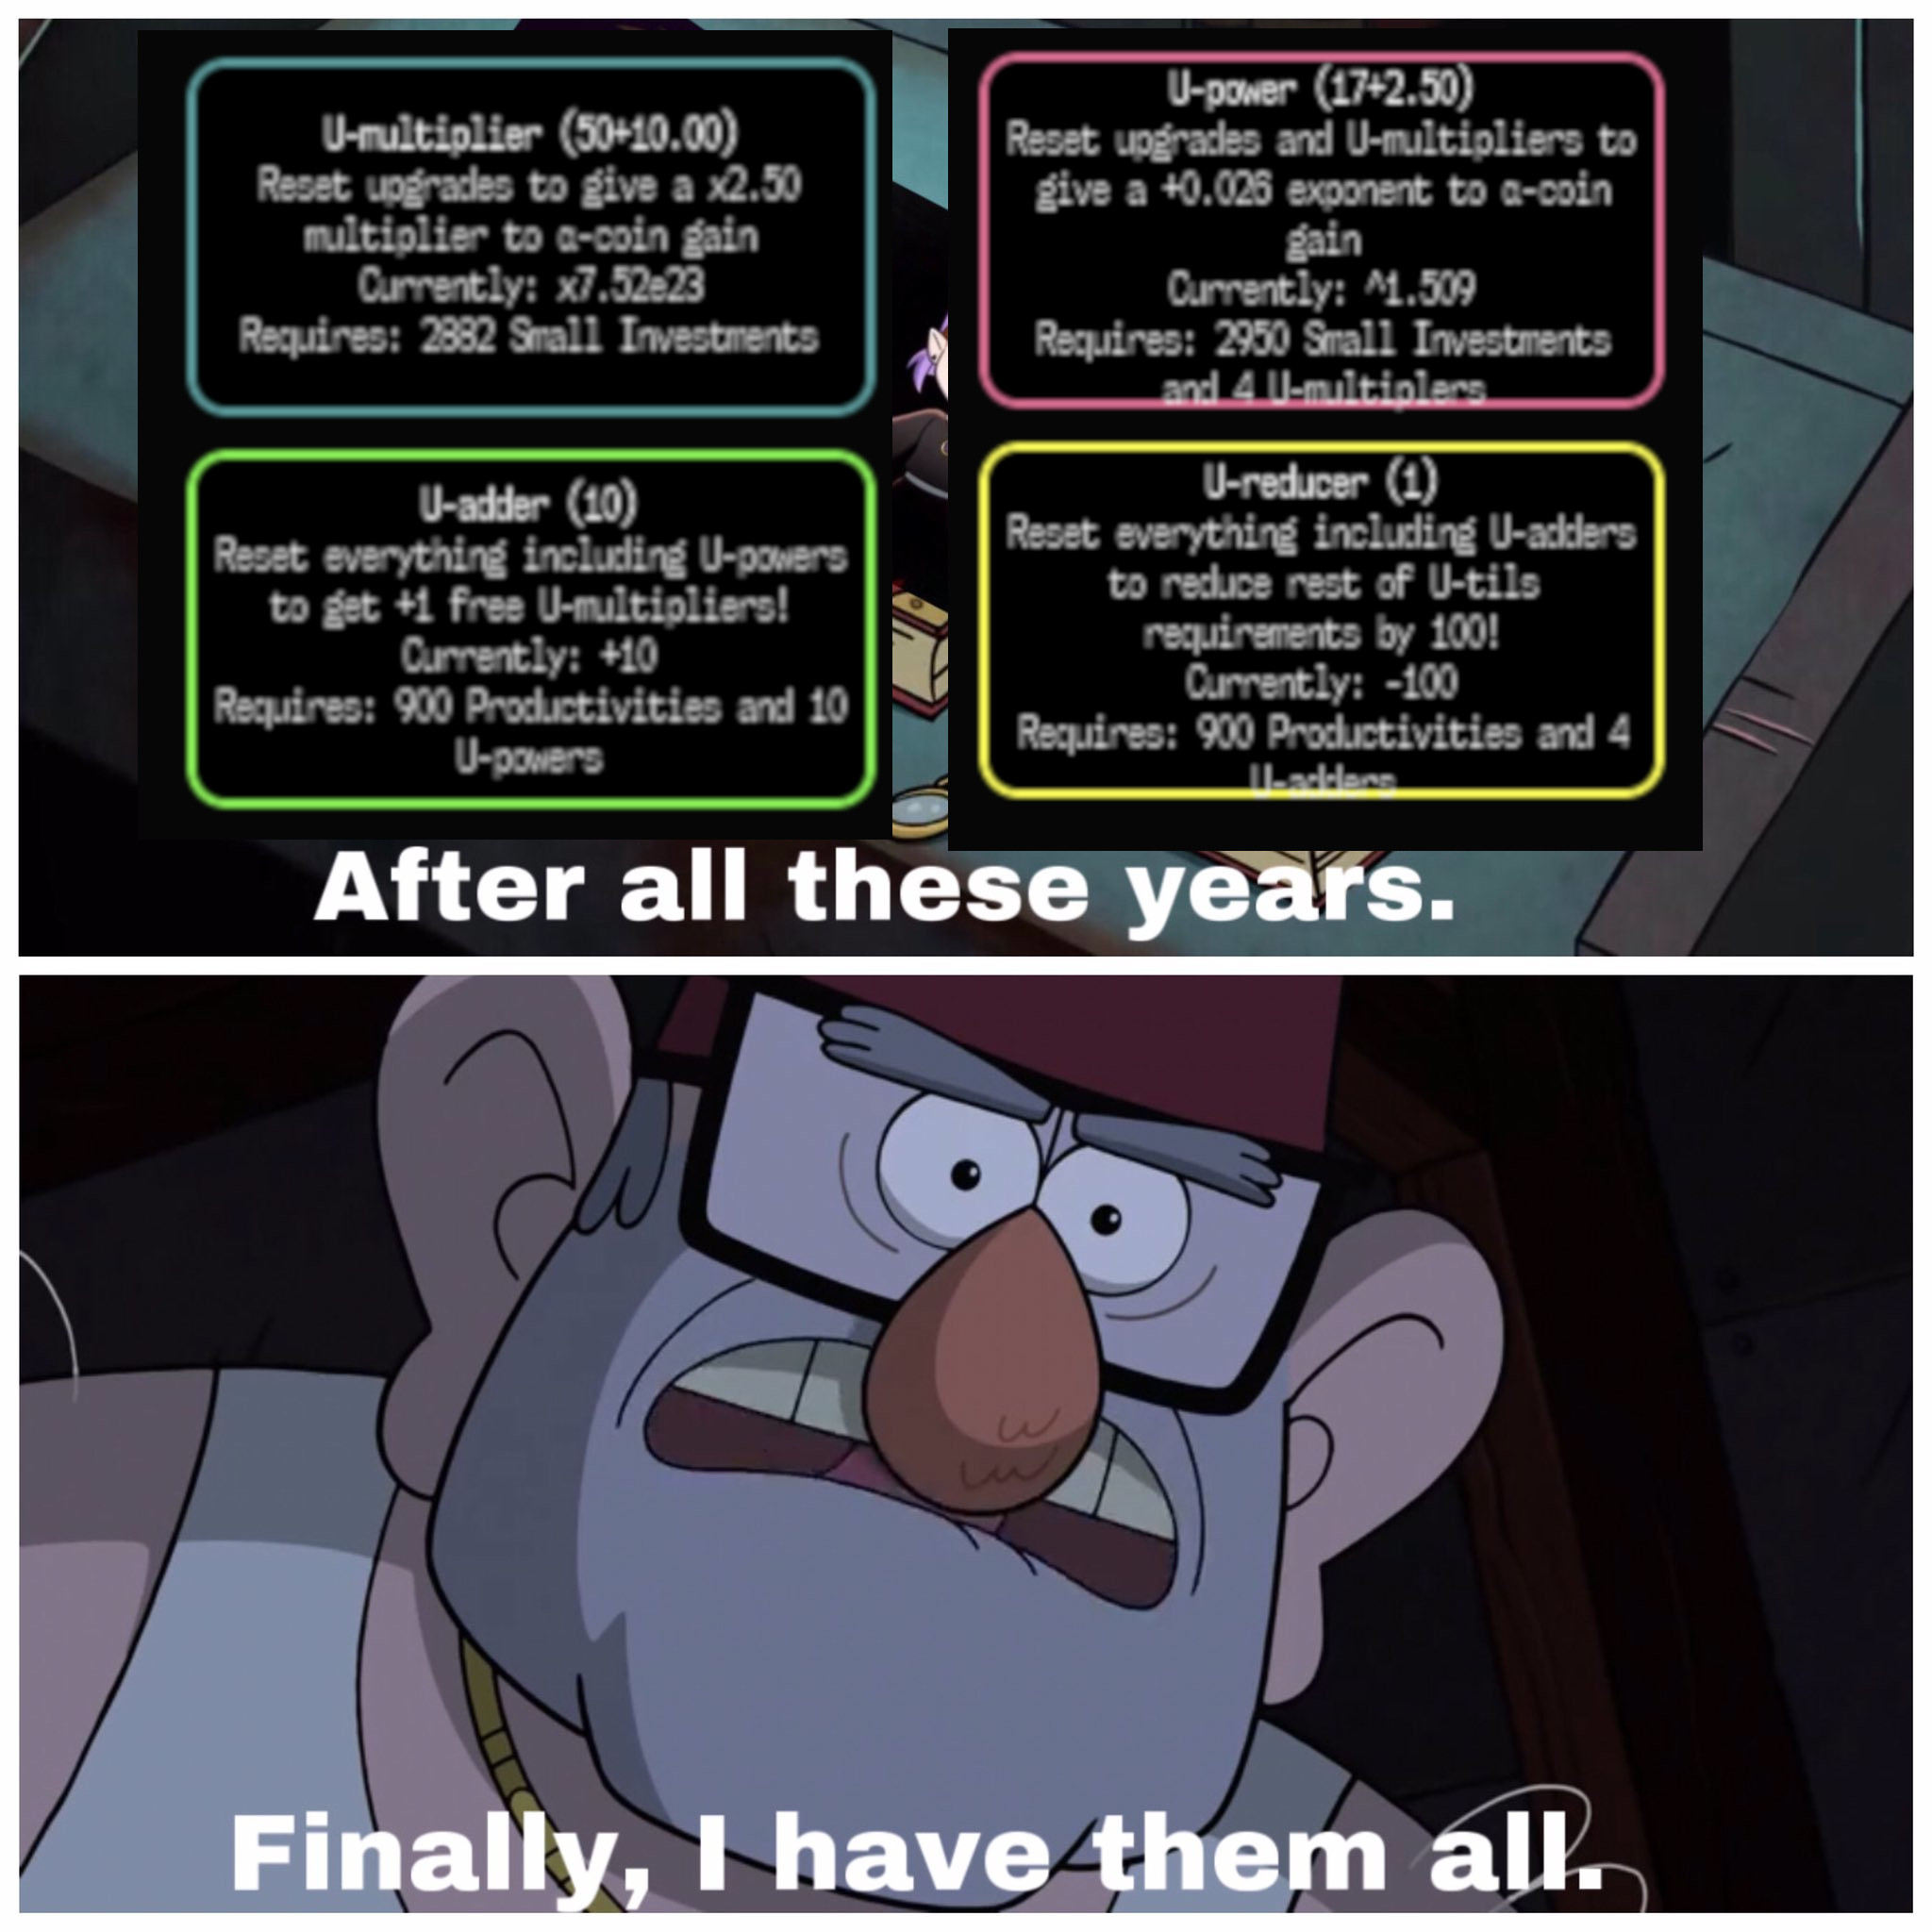 U-multiplier (50+10.00)
Reset upgrades to give a x2.50
multiplier to α-coin gain
Currently: x7.52e23
Requires: 2882 Small Investments
U-power (17+2.50)
Reset upgrades and U-multipliers to
give a +0.026 exponent to α-coin
gain
Currently: ^1.509
Requires: 2950 Small Investments
and 4 U-multiplers
U-adder (10)
Reset everything including U-powers
to get +1 free U-multipliers!
Currently: +10
Requires: 900 Productivities and 10
U-powers
U-reducer (1)
Reset everything including U-adders
to reduce rest of U-tils
requirements by 100!
Currently: -100
Requires: 900 Productivities and 4
U-adders
After all these years.
Finally, I have them all.